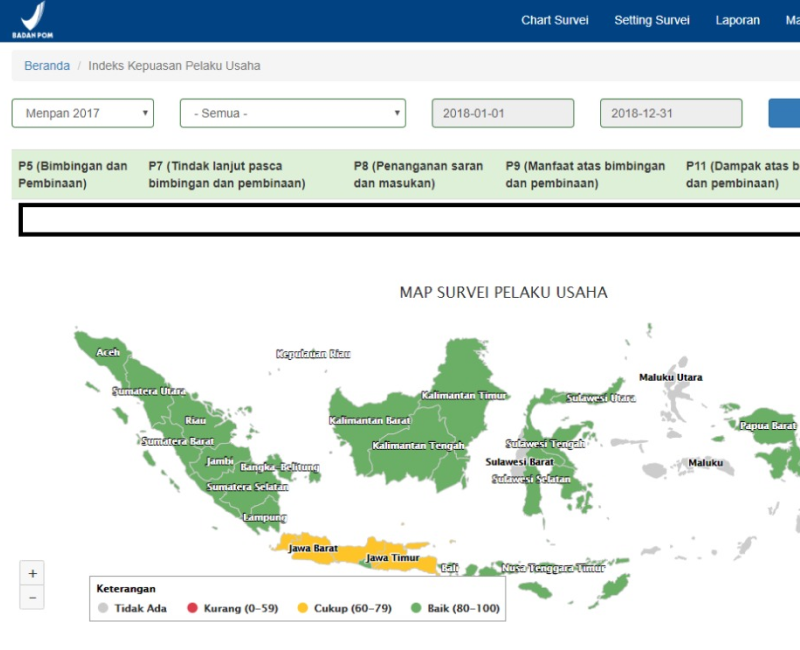 BADAN POM
Chart Survei Setting Survei Laporan Ma
Beranda / Indeks Kepuasan Pelaku Usaha
Menpan 2017 - Semua - 2018-01-01 2018-12-31
P5 (Bimbingan dan P7 (Tindak lanjut pasca P8 (Penanganan saran P9 (Manfaat atas bimbingan P11 (Dampak atas b
Pembinaan) bimbingan dan pembinaan) dan masukan) dan pembinaan) dan pembinaan)
MAP SURVEI PELAKU USAHA
Aceh
Kepulauan Riau
Maluku Utara
Sumatera Utara
Kalimantan Timur
Sulawesi Utara
Riau
Kalimantan Barat
Papua Barat
Sumatera Barat
Kalimantan Tengah
Sulawesi Tengah
Jambi
Bangka-Belitung
Sulawesi Barat
Maluku
Sumatera Selatan
Sulawesi Selatan
Lampung
Jawa Barat
Jawa Timur
Bali
Nusa Tenggara Timur
+
−
Keterangan
Tidak Ada Kurang (0-59) Cukup (60-79) Baik (80-100)